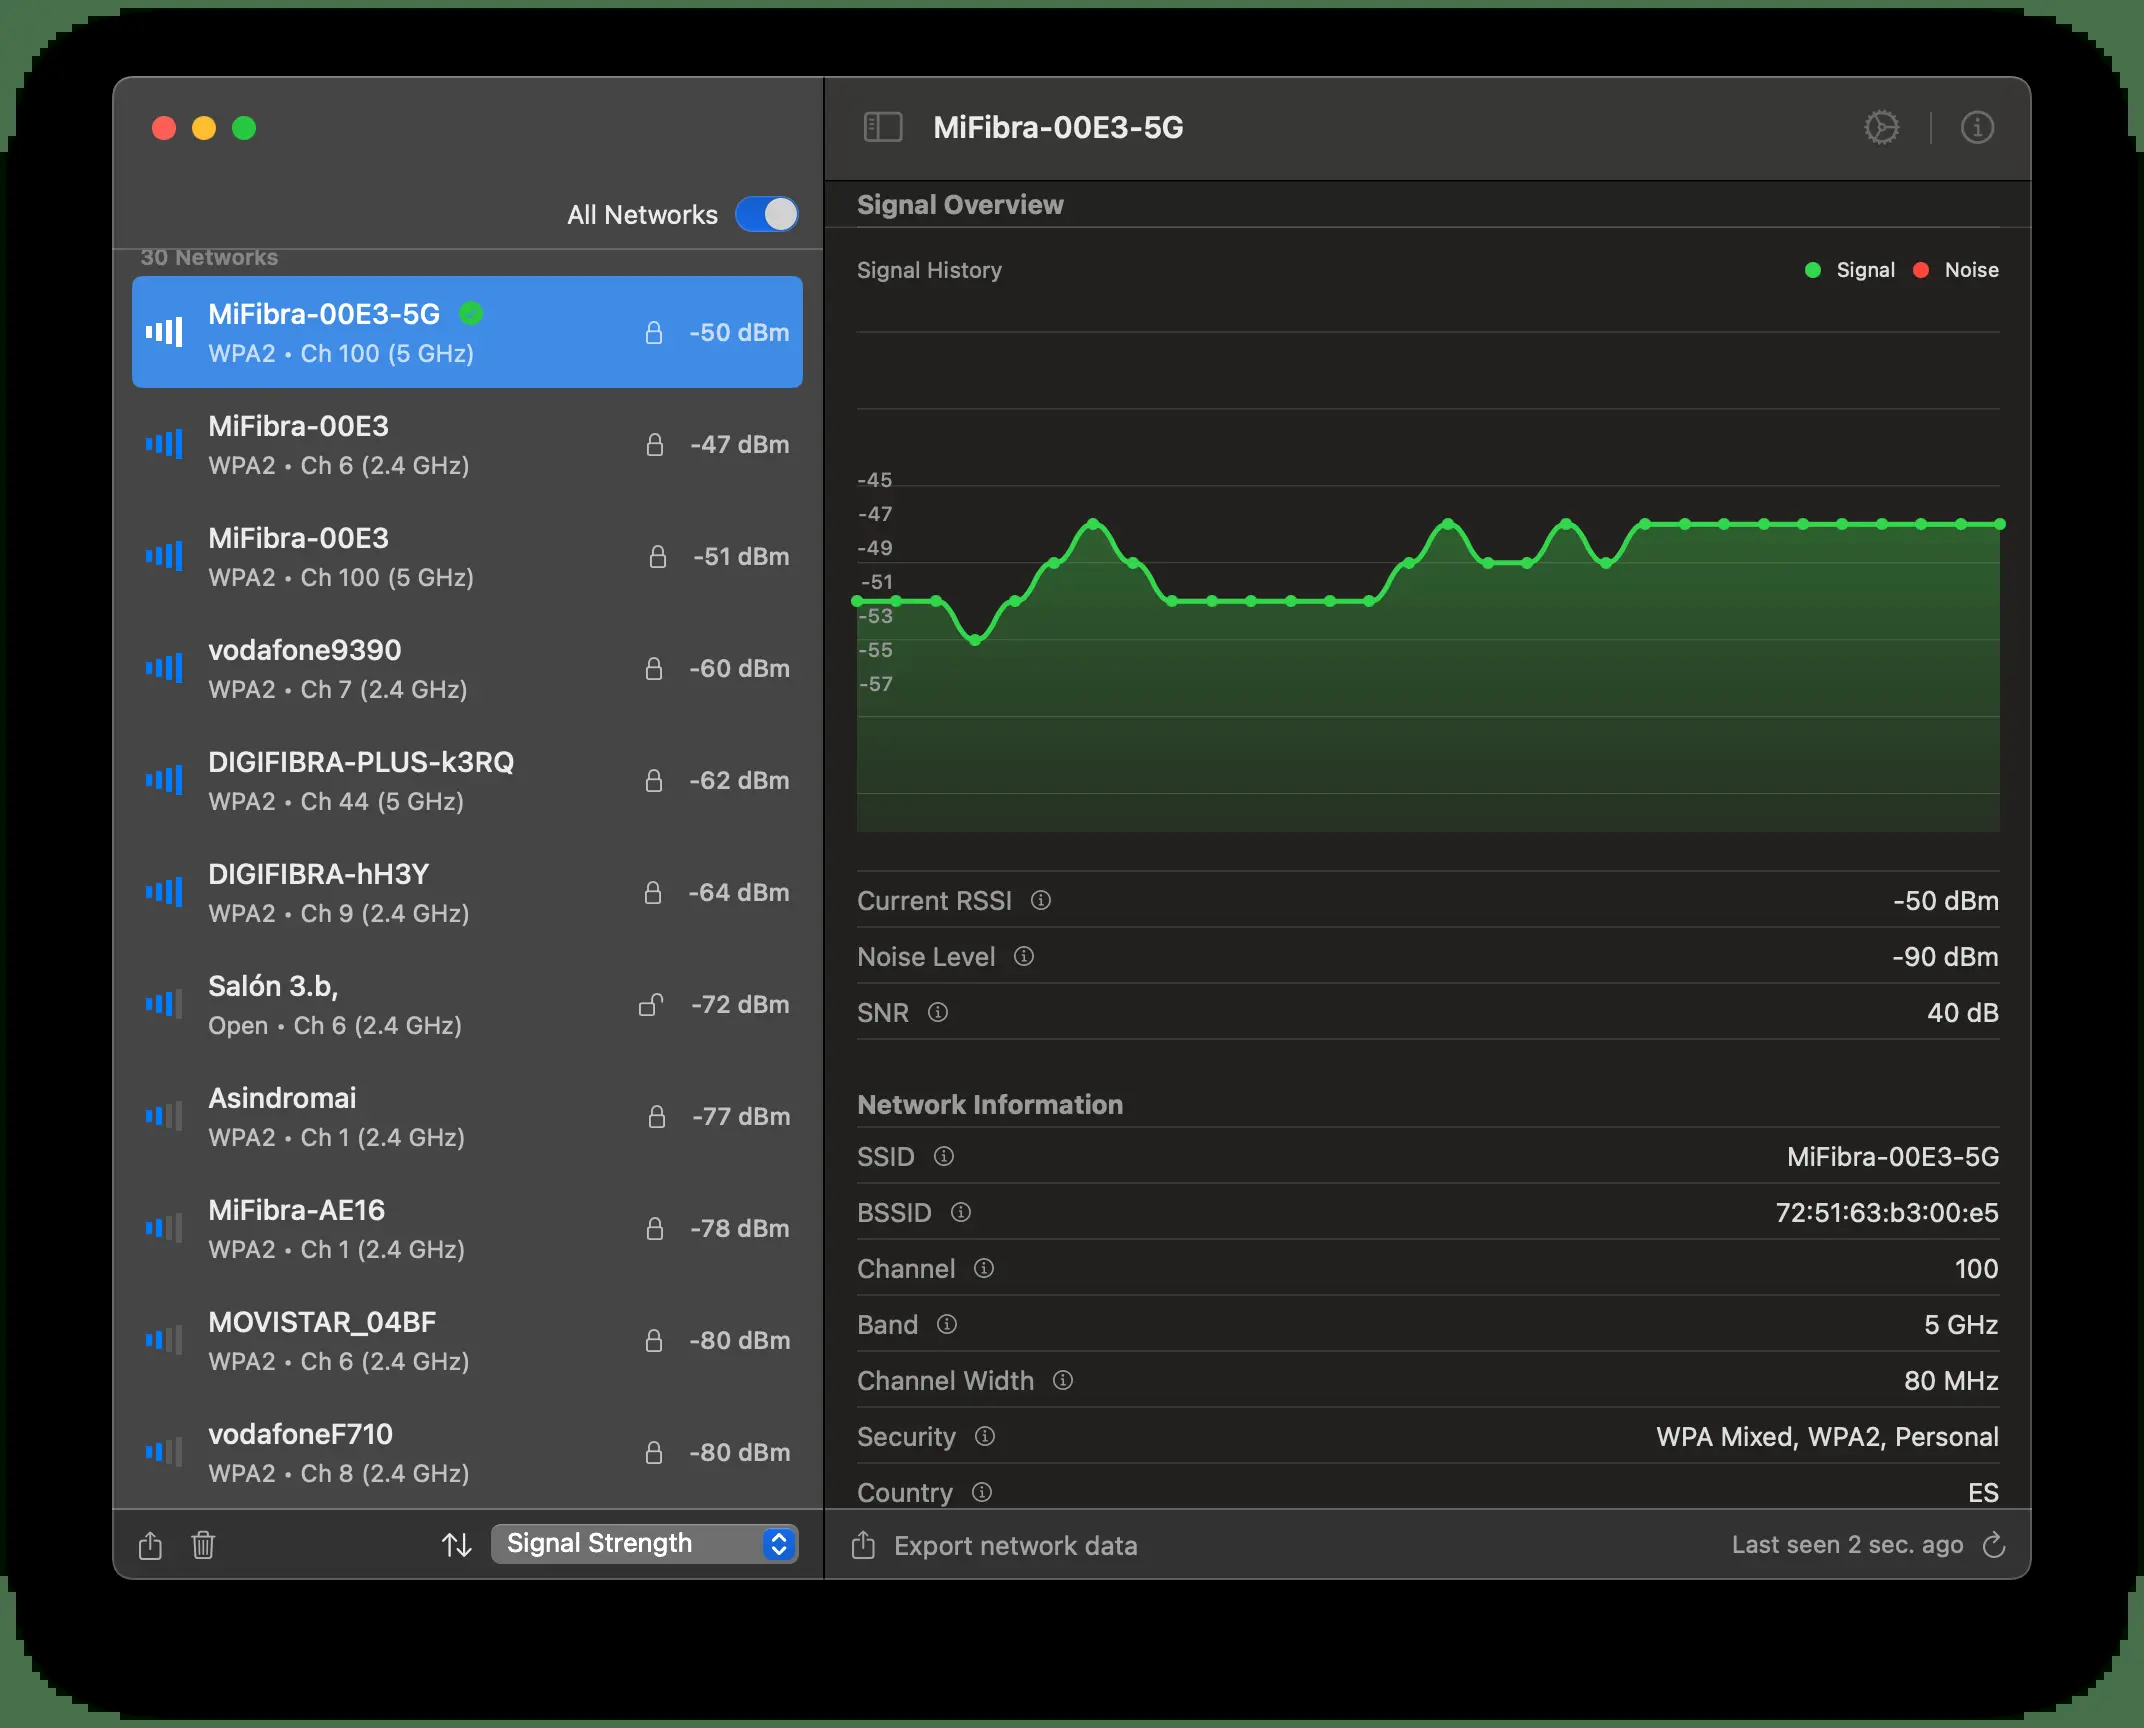 All Networks
30 Networks
MiFibra-00E3-5G
WPA2 • Ch 100 (5 GHz)
-50 dBm
MiFibra-00E3
WPA2 • Ch 6 (2.4 GHz)
-47 dBm
MiFibra-00E3
WPA2 • Ch 100 (5 GHz)
-51 dBm
vodafone9390
WPA2 • Ch 7 (2.4 GHz)
-60 dBm
DIGIFIBRA-PLUS-k3RQ
WPA2 • Ch 44 (5 GHz)
-62 dBm
DIGIFIBRA-hH3Y
WPA2 • Ch 9 (2.4 GHz)
-64 dBm
Salón 3.b,
Open • Ch 6 (2.4 GHz)
-72 dBm
Asindromai
WPA2 • Ch 1 (2.4 GHz)
-77 dBm
MiFibra-AE16
WPA2 • Ch 1 (2.4 GHz)
-78 dBm
MOVISTAR_04BF
WPA2 • Ch 6 (2.4 GHz)
-80 dBm
vodafoneF710
WPA2 • Ch 8 (2.4 GHz)
-80 dBm
Signal Strength
MiFibra-00E3-5G
Signal Overview
Signal History
Signal Noise
-45
-47
-49
-51
-53
-55
-57
Current RSSI -50 dBm
Noise Level -90 dBm
SNR 40 dB
Network Information
SSID MiFibra-00E3-5G
BSSID 72:51:63:b3:00:e5
Channel 100
Band 5 GHz
Channel Width 80 MHz
Security WPA Mixed, WPA2, Personal
Country ES
Export network data
Last seen 2 sec. ago